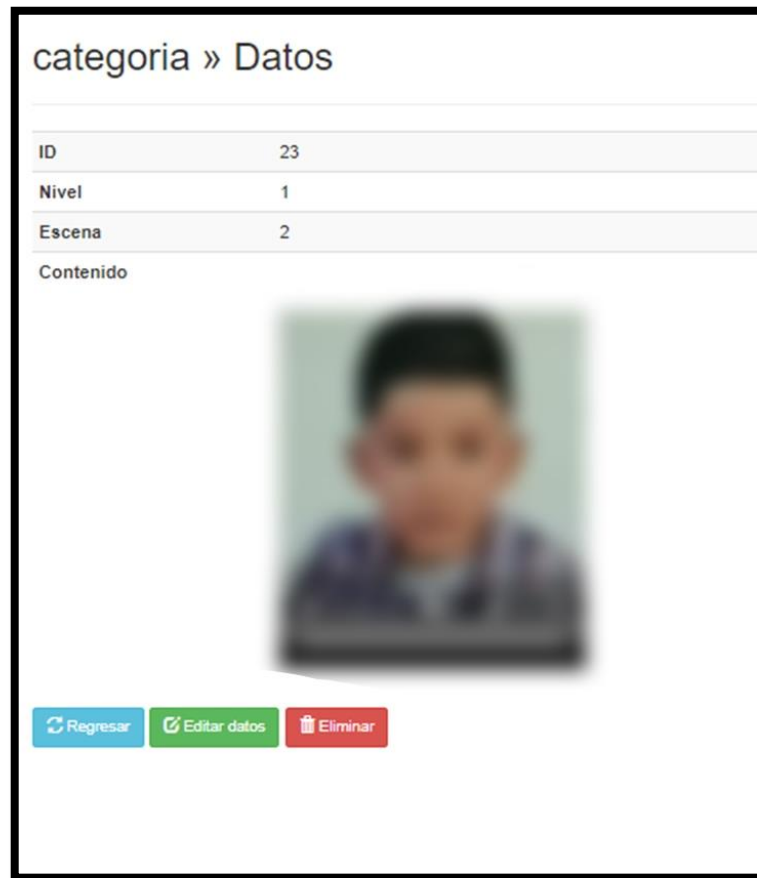 categoria » Datos
ID 23
Nivel 1
Escena 2
Contenido
Regresar Editar datos Eliminar